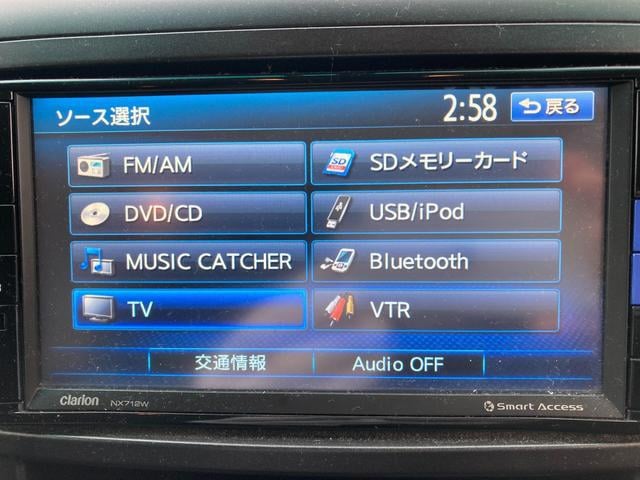 ソース選択
2:58
戻る
FM/AM
SDメモリーカード
SD
DVD/CD
USB/iPod
MUSIC CATCHER
Bluetooth
TV
VTR
交通情報
Audio OFF
clarion NX712W
Smart Access